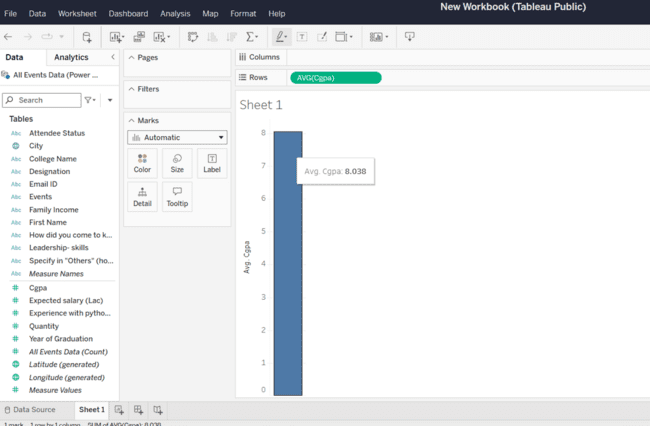 New Workbook (Tableau Public)
File Data Worksheet Dashboard Analysis Map Format Help
Data Analytics
All Events Data (Power ...
Search
Tables
Abc Attendee Status
City
Abc College Name
Abc Designation
Abc Email ID
Abc Events
Abc Family Income
Abc First Name
Abc How did you come to k...
Abc Leadership- skills
Abc Specify in "Others" (ho...
Abc Measure Names
# Cgpa
# Expected salary (Lac)
# Experience with pytho...
# Quantity
# Year of Graduation
# All Events Data (Count)
Latitude (generated)
Longitude (generated)
# Measure Values
Pages
Filters
Marks
Automatic
Color Size Label
Detail Tooltip
Columns
Rows AVG(Cgpa)
Sheet 1
8
7
6
5
4
3
2
1
0
Avg. Cgpa
Avg. Cgpa: 8.038
Data Source Sheet 1
1 mark 1 row by 1 column SUM of AVG(Cgpa): 8.038